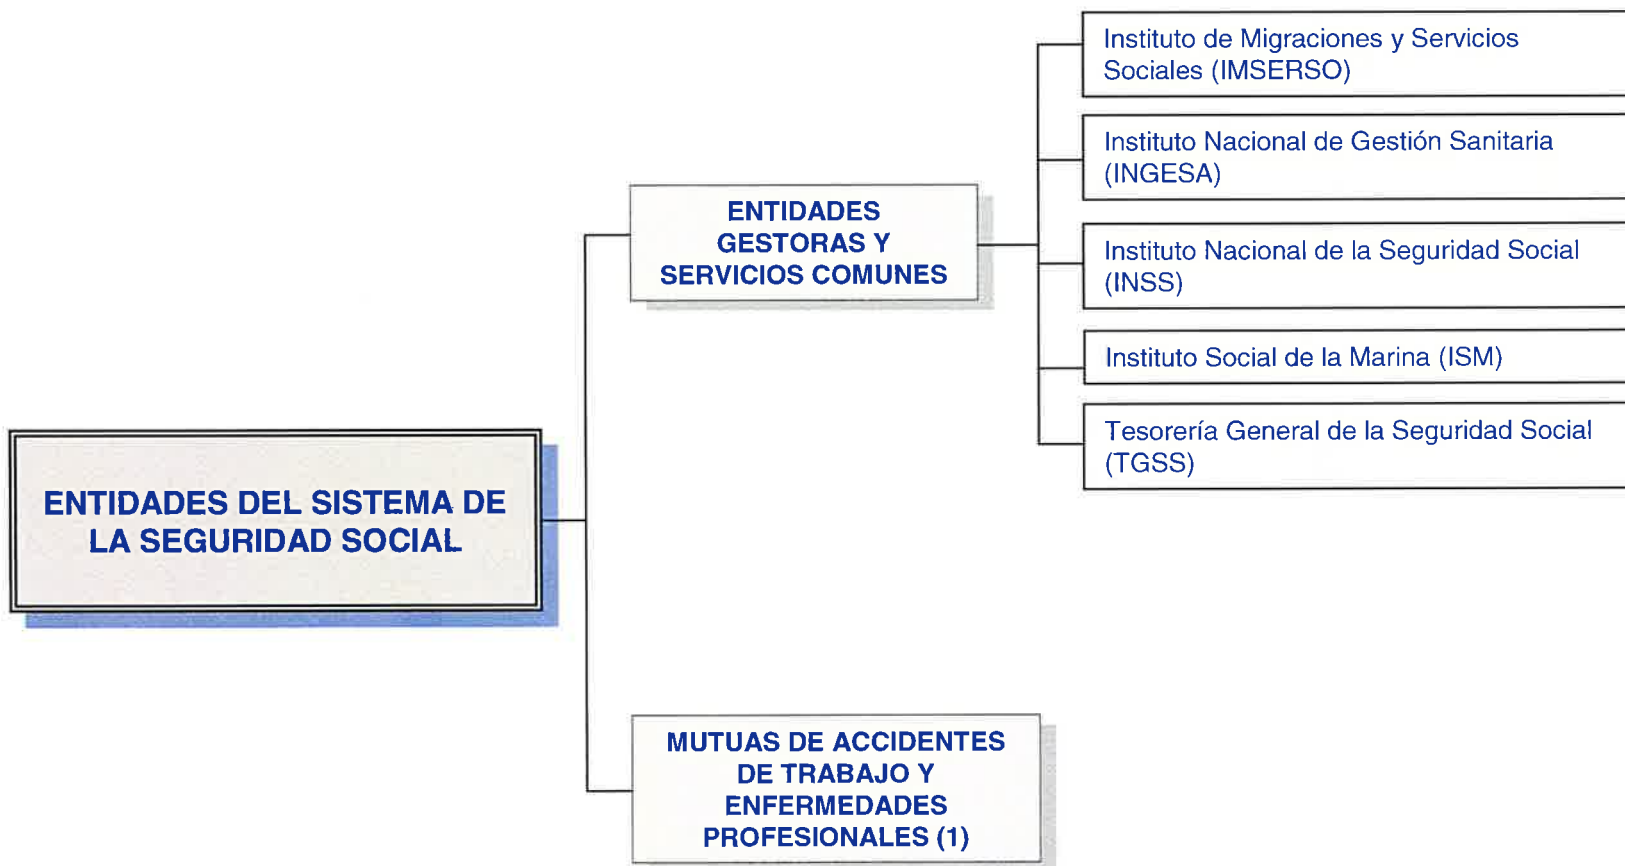 Instituto de Migraciones y Servicios
Sociales (IMSERSO)
Instituto Nacional de Gestión Sanitaria
(INGESA)
ENTIDADES
GESTORAS Y
SERVICIOS COMUNES
Instituto Nacional de la Seguridad Social
(INSS)
Instituto Social de la Marina (ISM)
Tesorería General de la Seguridad Social
(TGSS)
ENTIDADES DEL SISTEMA DE
LA SEGURIDAD SOCIAL
MUTUAS DE ACCIDENTES
DE TRABAJO Y
ENFERMEDADES
PROFESIONALES (1)